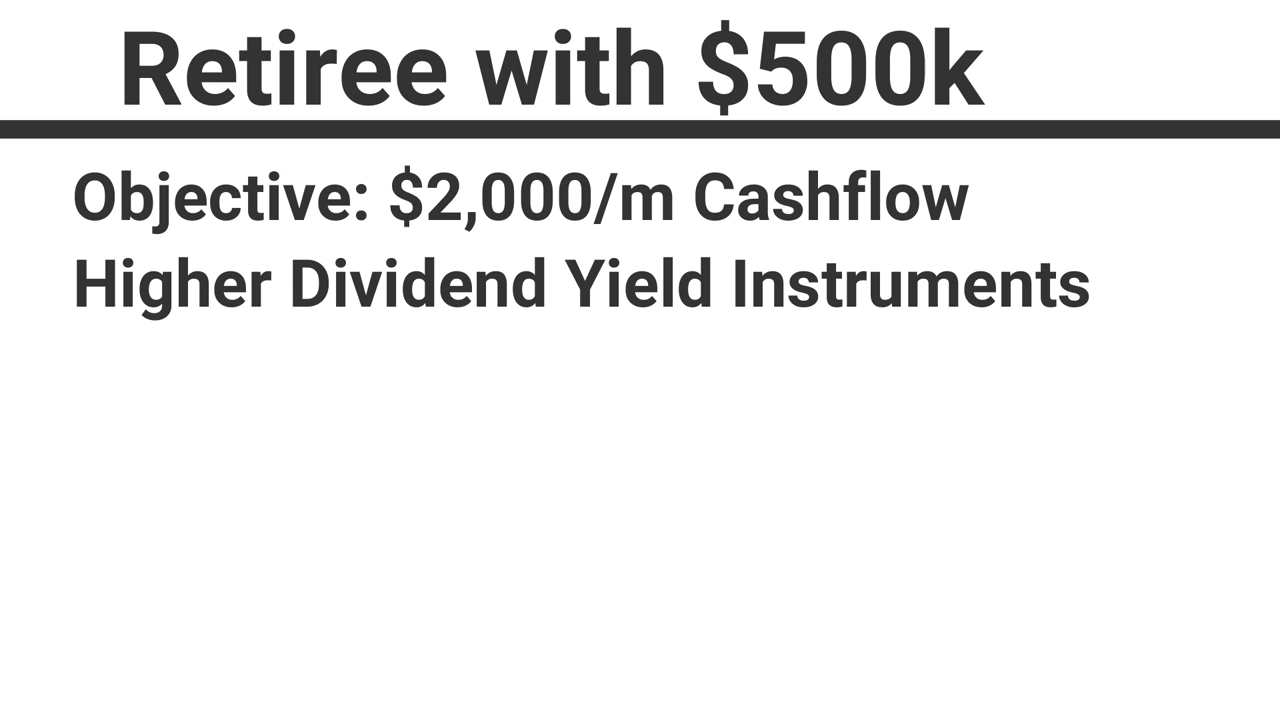 Retiree with $500k
Objective: $2,000/m Cashflow
Higher Dividend Yield Instruments